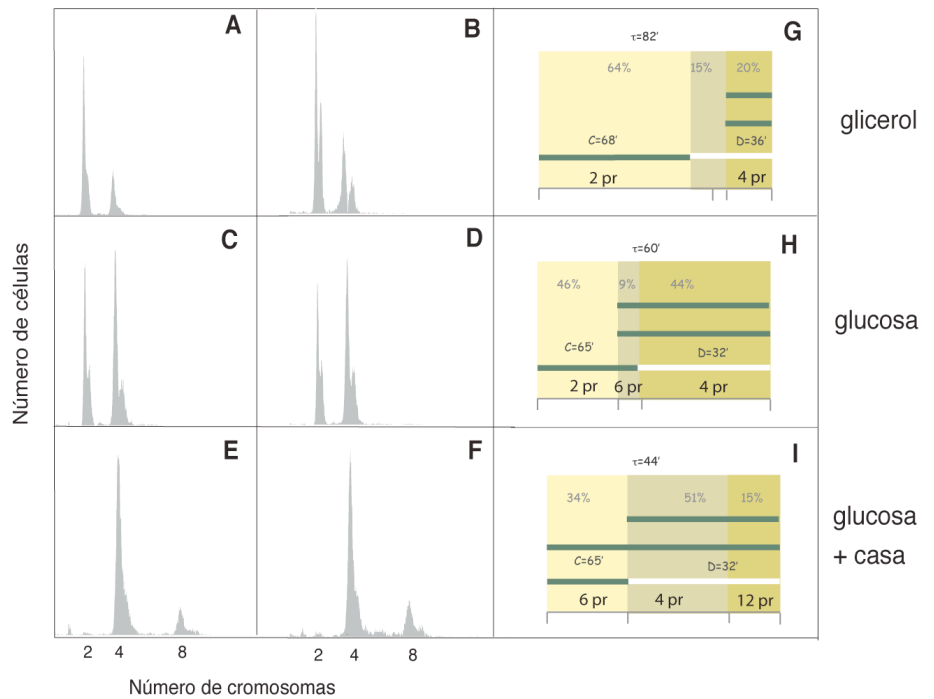 A
B
G
τ=82'
64%
15%
20%
C=68'
D=36'
2 pr
4 pr
glicerol
C
D
H
τ=60'
46%
9%
44%
C=65'
D=32'
2 pr
6 pr
4 pr
glucosa
E
F
I
τ=44'
34%
51%
15%
C=65'
D=32'
6 pr
4 pr
12 pr
glucosa
+ casa
Número de células
2 4 8
2 4 8
Número de cromosomas